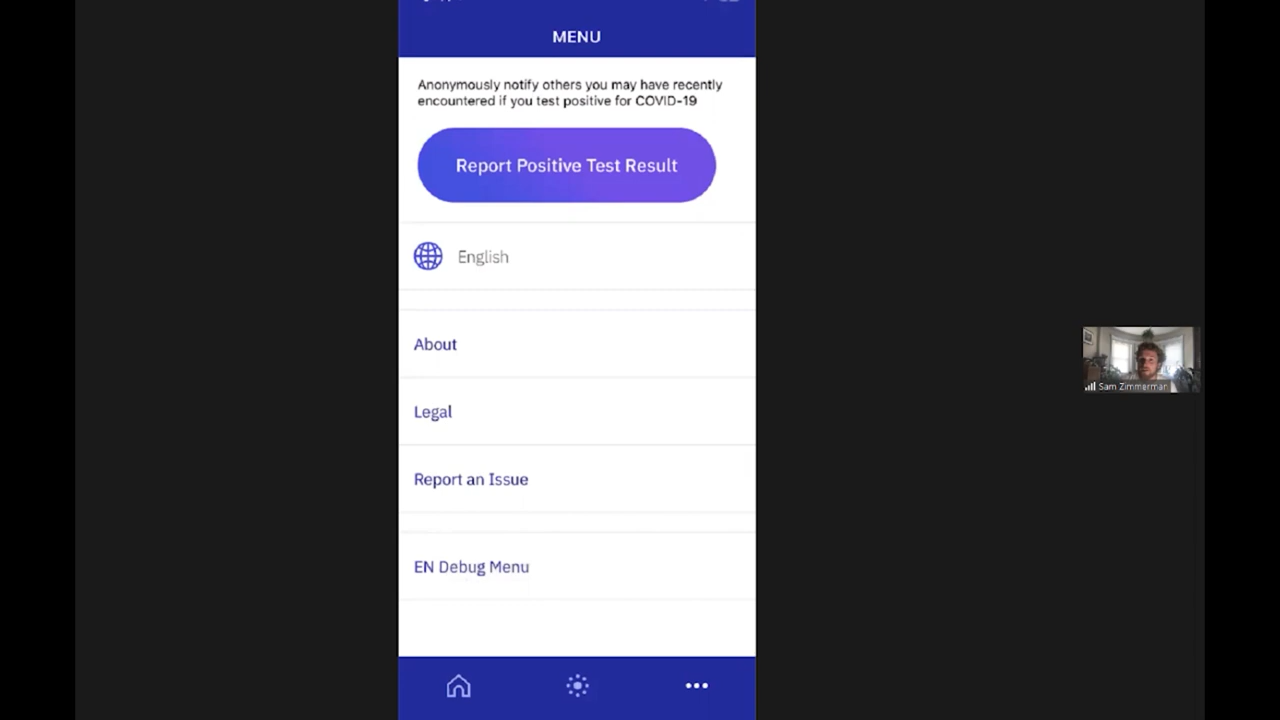 MENU
Anonymously notify others you may have recently
encountered if you test positive for COVID-19
Report Positive Test Result
English
About
Legal
Report an Issue
EN Debug Menu
Sam Zimmerman